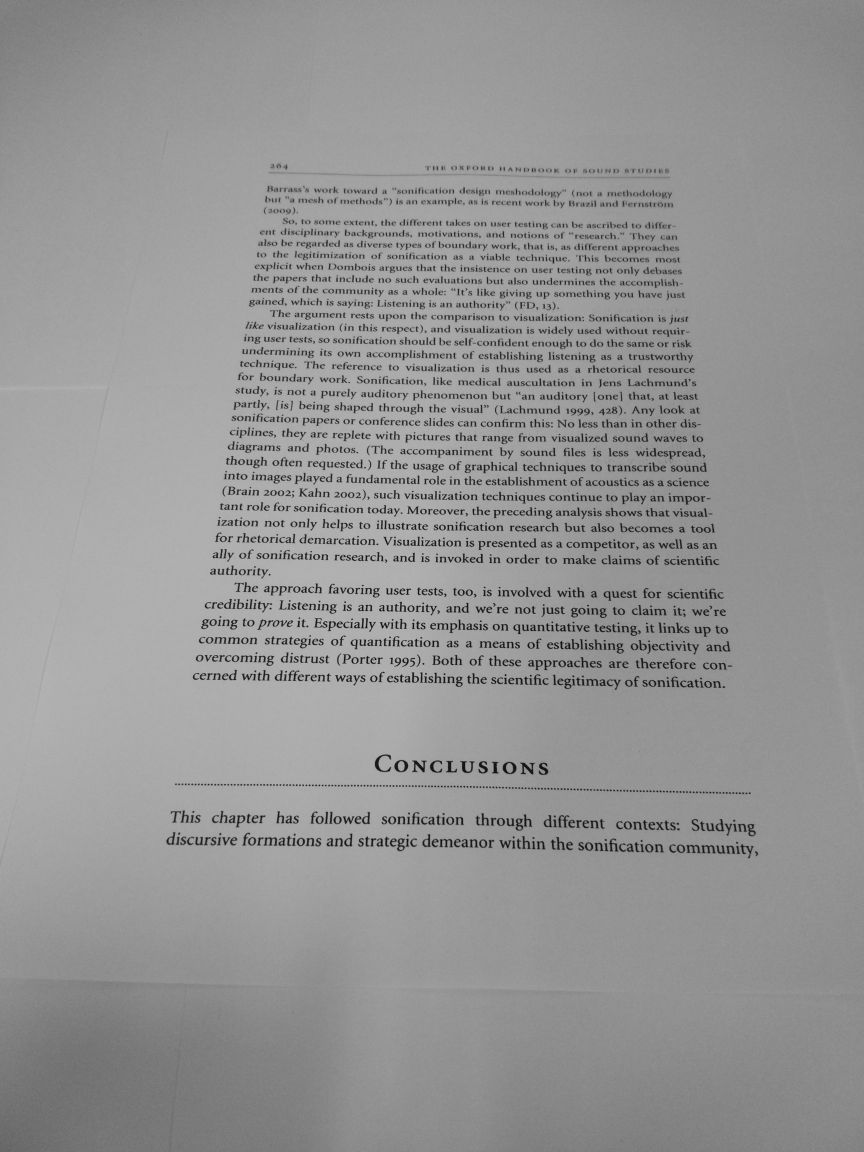 264 THE OXFORD HANDBOOK OF SOUND STUDIES
Barrass's work toward a "sonification design meshodology" (not a methodology
but "a mesh of methods") is an example, as is recent work by Brazil and Fernström
(2009).
So, to some extent, the different takes on user testing can be ascribed to differ-
ent disciplinary backgrounds, motivations, and notions of "research." They can
also be regarded as diverse types of boundary work, that is, as different approaches
to the legitimization of sonification as a viable technique. This becomes most
explicit when Dombois argues that the insistence on user testing not only debases
the papers that include no such evaluations but also undermines the accomplish-
ments of the community as a whole: "It's like giving up something you have just
gained, which is saying: Listening is an authority" (FD, 13).
The argument rests upon the comparison to visualization: Sonification is just
like visualization (in this respect), and visualization is widely used without requir-
ing user tests, so sonification should be self-confident enough to do the same or risk
undermining its own accomplishment of establishing listening as a trustworthy
technique. The reference to visualization is thus used as a rhetorical resource
for boundary work. Sonification, like medical auscultation in Jens Lachmund's
study, is not a purely auditory phenomenon but "an auditory [one] that, at least
partly, [is] being shaped through the visual" (Lachmund 1999, 428). Any look at
sonification papers or conference slides can confirm this: No less than in other dis-
ciplines, they are replete with pictures that range from visualized sound waves to
diagrams and photos. (The accompaniment by sound files is less widespread,
though often requested.) If the usage of graphical techniques to transcribe sound
into images played a fundamental role in the establishment of acoustics as a science
(Brain 2002; Kahn 2002), such visualization techniques continue to play an impor-
tant role for sonification today. Moreover, the preceding analysis shows that visual-
ization not only helps to illustrate sonification research but also becomes a tool
for rhetorical demarcation. Visualization is presented as a competitor, as well as an
ally of sonification research, and is invoked in order to make claims of scientific
authority.
The approach favoring user tests, too, is involved with a quest for scientific
credibility: Listening is an authority, and we're not just going to claim it; we're
going to prove it. Especially with its emphasis on quantitative testing, it links up to
common strategies of quantification as a means of establishing objectivity and
overcoming distrust (Porter 1995). Both of these approaches are therefore con-
cerned with different ways of establishing the scientific legitimacy of sonification.
CONCLUSIONS
This chapter has followed sonification through different contexts: Studying
discursive formations and strategic demeanor within the sonification community,